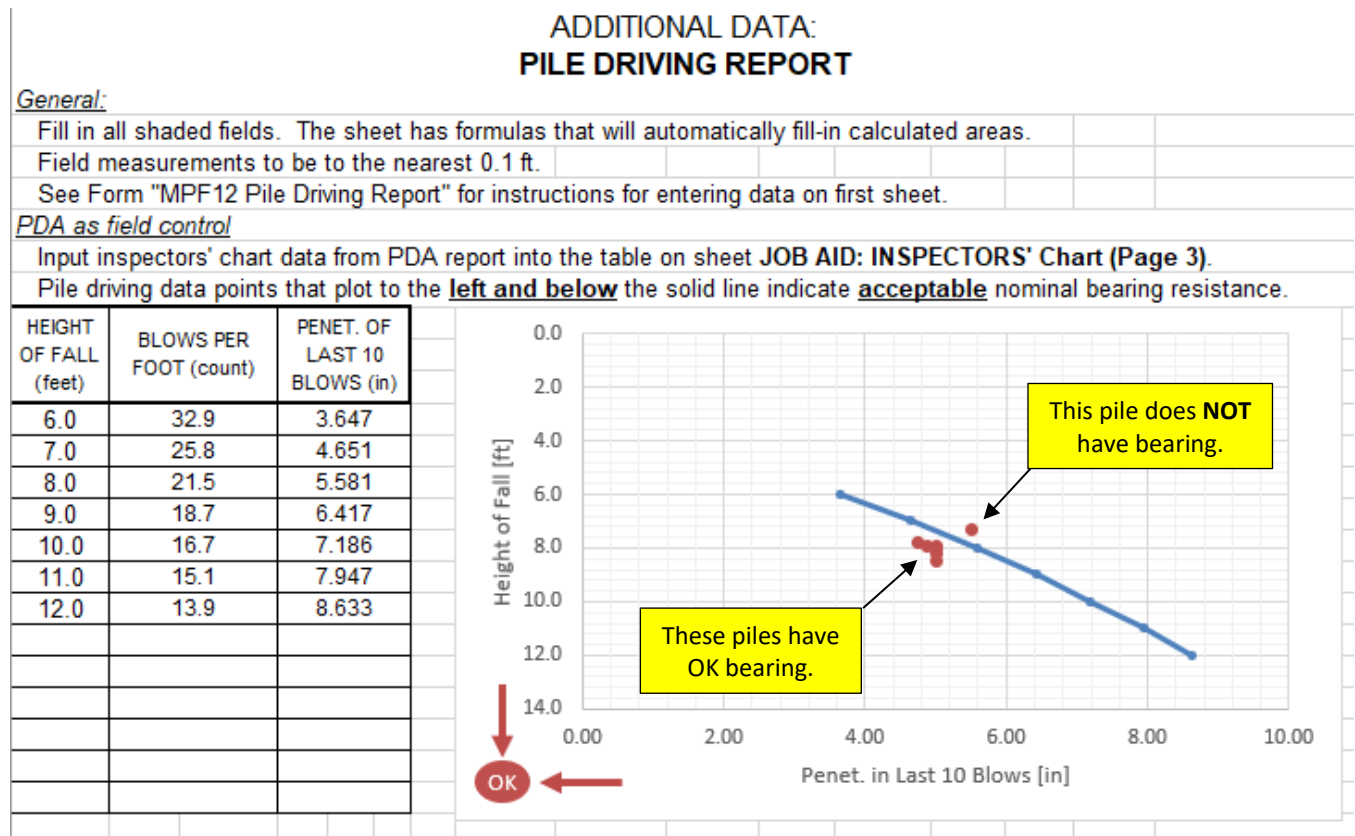 ADDITIONAL DATA:
PILE DRIVING REPORT
General:
Fill in all shaded fields. The sheet has formulas that will automatically fill-in calculated areas.
Field measurements to be to the nearest 0.1 ft.
See Form "MPF12 Pile Driving Report" for instructions for entering data on first sheet.
PDA as field control
Input inspectors' chart data from PDA report into the table on sheet JOB AID: INSPECTORS' Chart (Page 3).
Pile driving data points that plot to the left and below the solid line indicate acceptable nominal bearing resistance.
HEIGHT OF FALL (feet) BLOWS PER FOOT (count) PENET. OF LAST 10 BLOWS (in)
6.0 32.9 3.647
7.0 25.8 4.651
8.0 21.5 5.581
9.0 18.7 6.417
10.0 16.7 7.186
11.0 15.1 7.947
12.0 13.9 8.633
Height of Fall [ft]
0.0
2.0
4.0
6.0
8.0
10.0
12.0
14.0
This pile does NOT
have bearing.
These piles have
OK bearing.
0.00 2.00 4.00 6.00 8.00 10.00
Penet. in Last 10 Blows [in]
OK